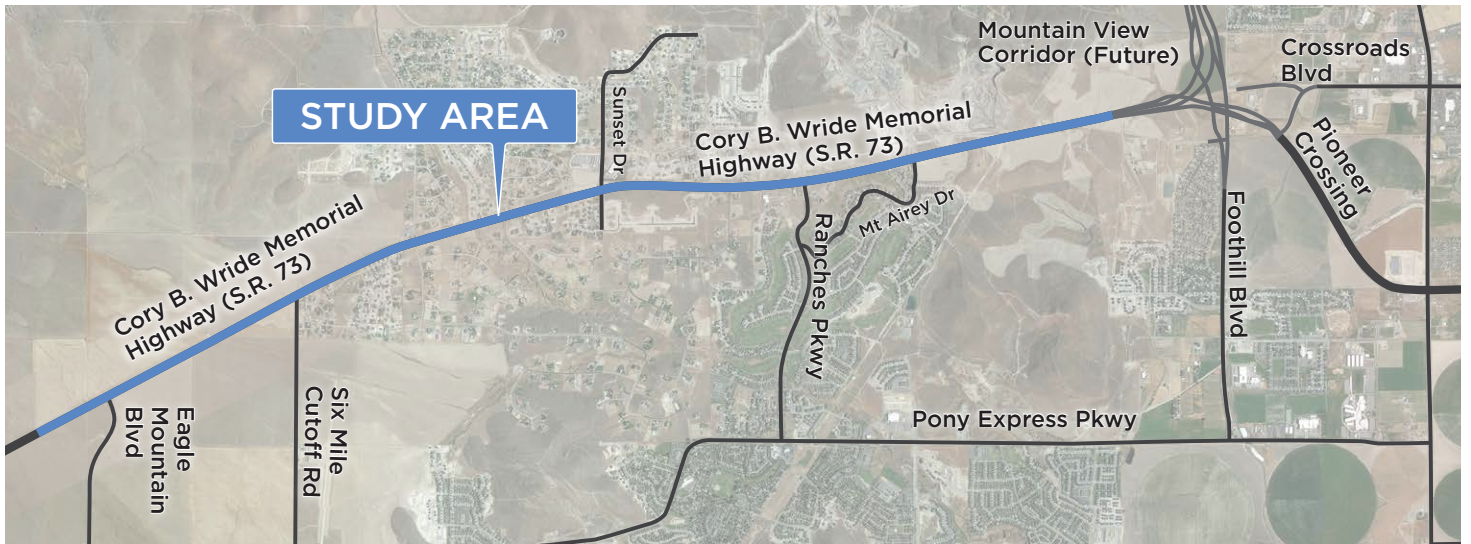 Mountain View
Corridor (Future)
Crossroads
Blvd
STUDY AREA
Sunset Dr
Cory B. Wride Memorial
Highway (S.R. 73)
Pioneer
Crossing
Cory B. Wride Memorial
Highway (S.R. 73)
Ranches Pkwy
Mt Airey Dr
Foothill Blvd
Eagle
Mountain
Blvd
Six Mile
Cutoff Rd
Pony Express Pkwy